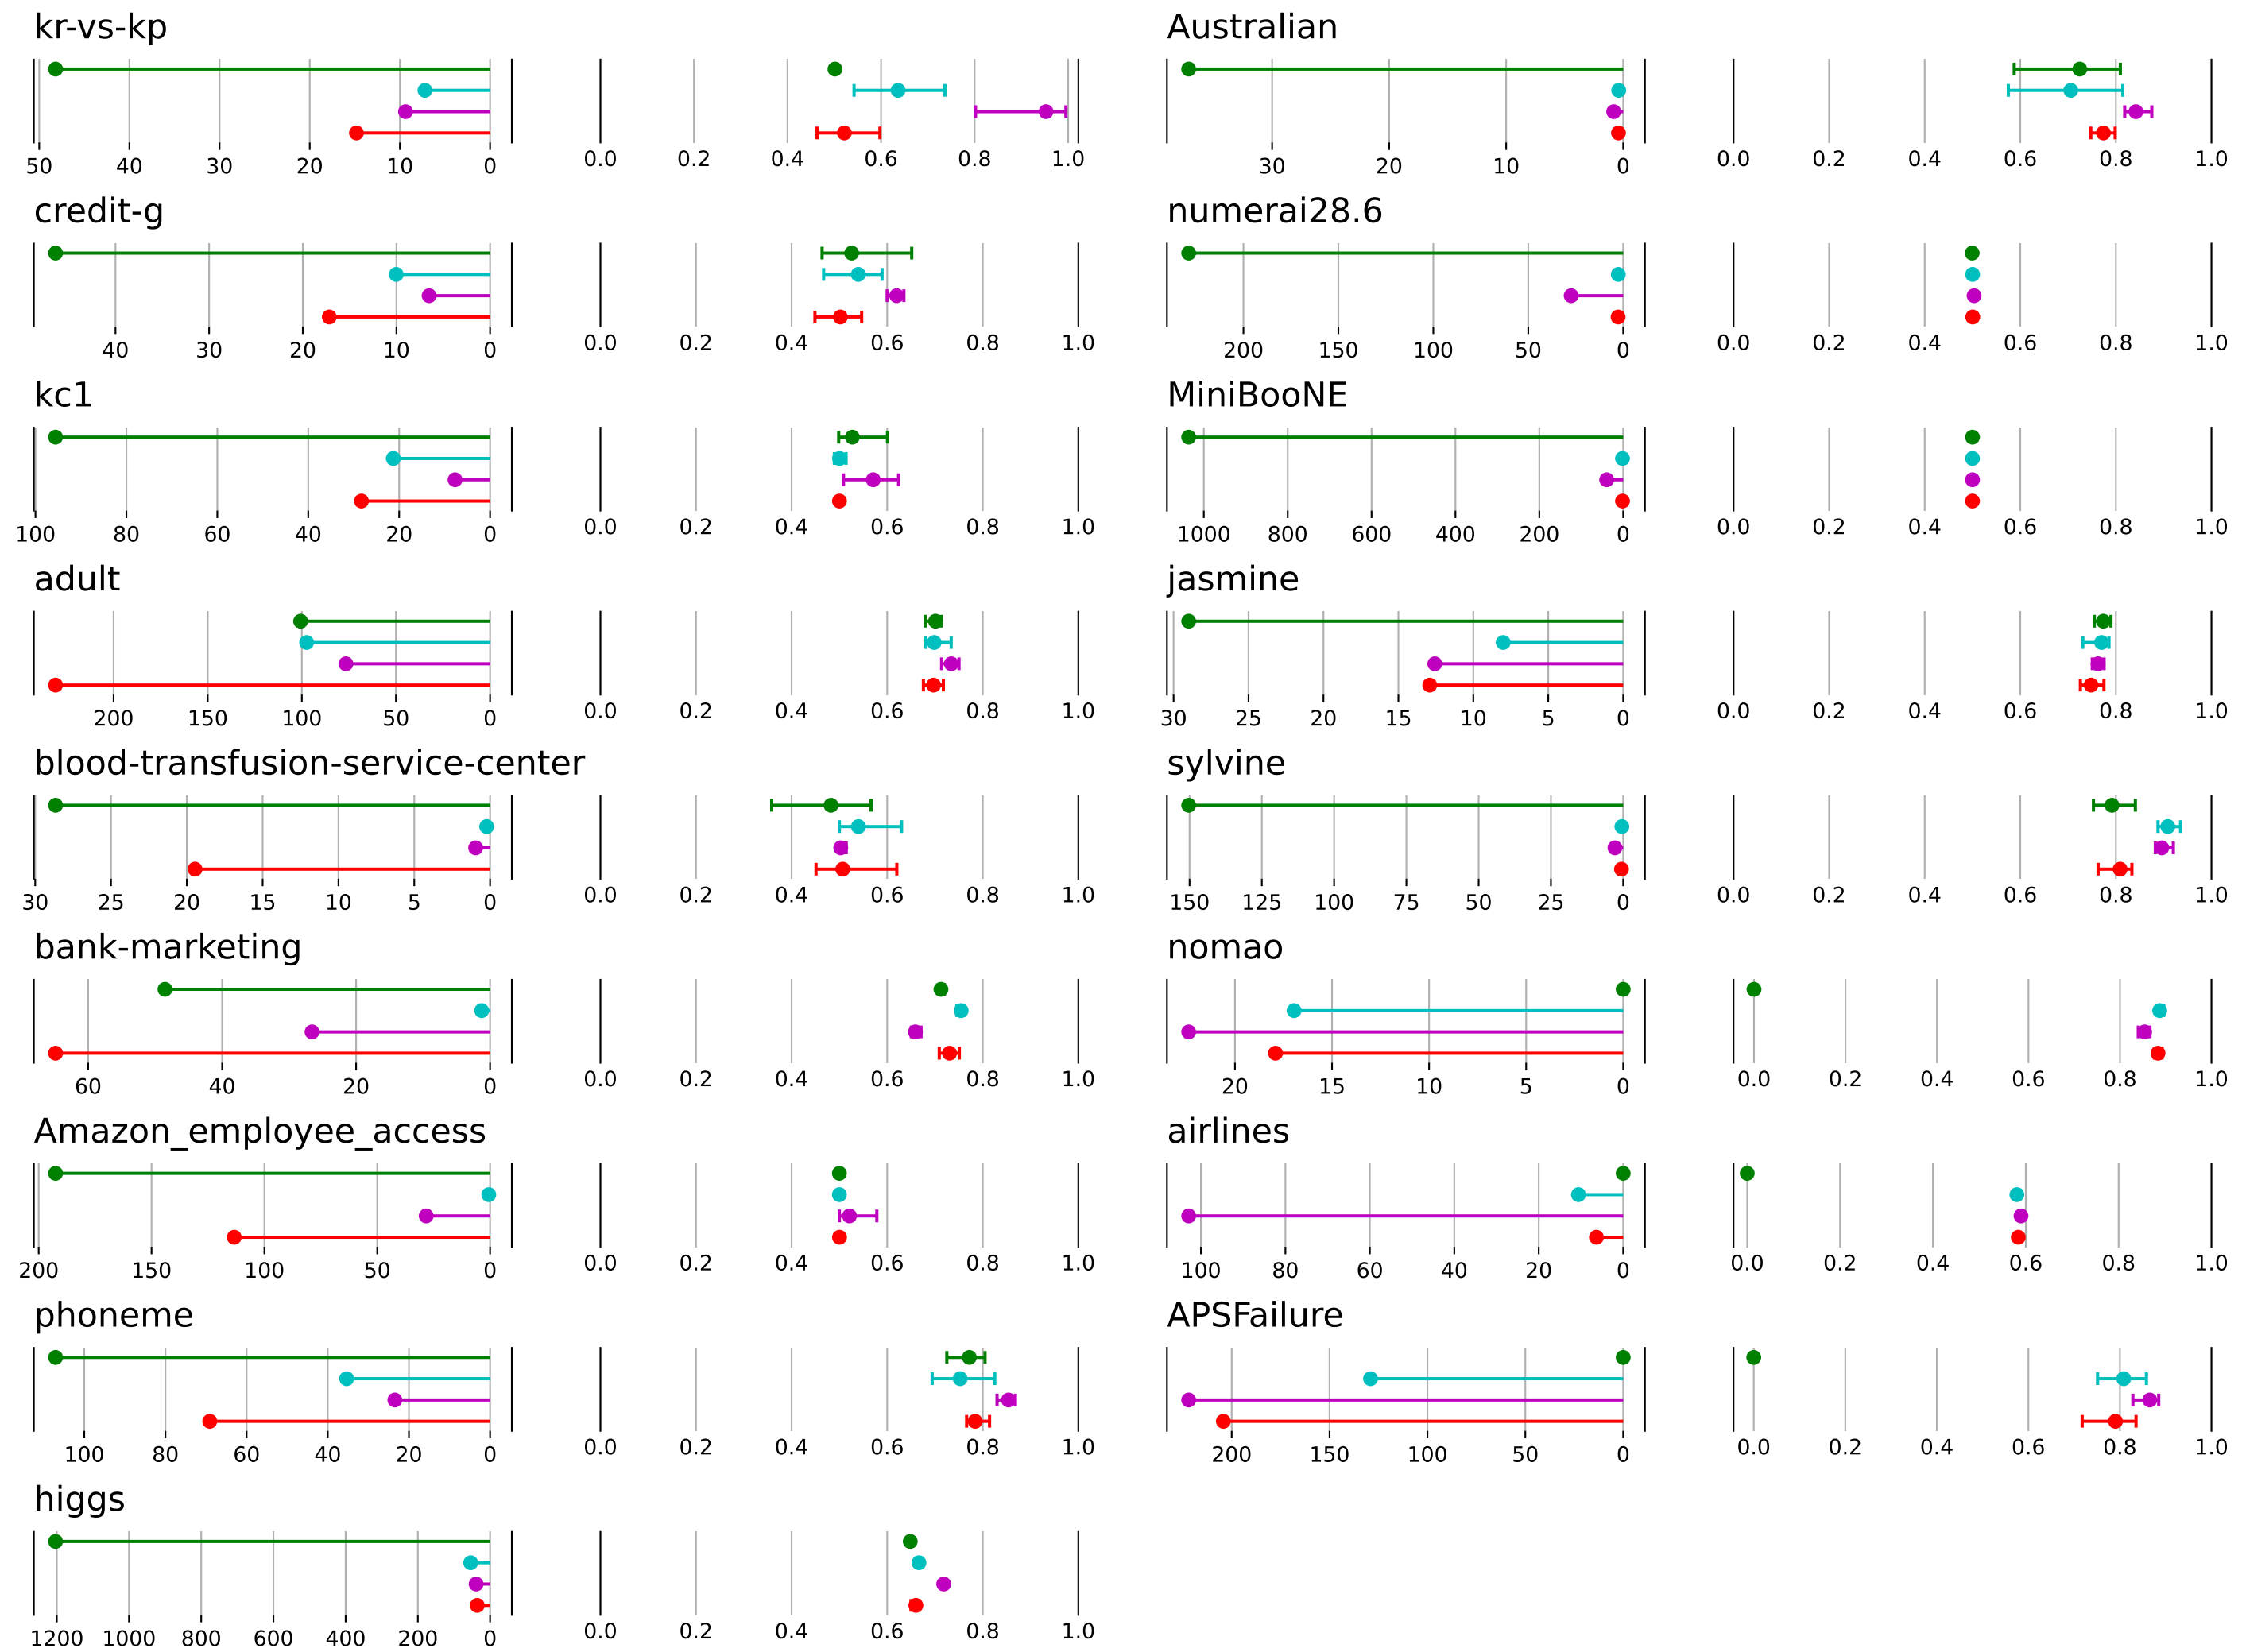 kr-vs-kp
50 40 30 20 10 0 0.0 0.2 0.4 0.6 0.8 1.0
Australian
30 20 10 0 0.0 0.2 0.4 0.6 0.8 1.0
credit-g
40 30 20 10 0 0.0 0.2 0.4 0.6 0.8 1.0
numerai28.6
200 150 100 50 0 0.0 0.2 0.4 0.6 0.8 1.0
kc1
100 80 60 40 20 0 0.0 0.2 0.4 0.6 0.8 1.0
MiniBooNE
1000 800 600 400 200 0 0.0 0.2 0.4 0.6 0.8 1.0
adult
200 150 100 50 0 0.0 0.2 0.4 0.6 0.8 1.0
jasmine
30 25 20 15 10 5 0 0.0 0.2 0.4 0.6 0.8 1.0
blood-transfusion-service-center
30 25 20 15 10 5 0 0.0 0.2 0.4 0.6 0.8 1.0
sylvine
150 125 100 75 50 25 0 0.0 0.2 0.4 0.6 0.8 1.0
bank-marketing
60 40 20 0 0.0 0.2 0.4 0.6 0.8 1.0
nomao
20 15 10 5 0 0.0 0.2 0.4 0.6 0.8 1.0
Amazon_employee_access
200 150 100 50 0 0.0 0.2 0.4 0.6 0.8 1.0
airlines
100 80 60 40 20 0 0.0 0.2 0.4 0.6 0.8 1.0
phoneme
100 80 60 40 20 0 0.0 0.2 0.4 0.6 0.8 1.0
APSFailure
200 150 100 50 0 0.0 0.2 0.4 0.6 0.8 1.0
higgs
1200 1000 800 600 400 200 0 0.0 0.2 0.4 0.6 0.8 1.0